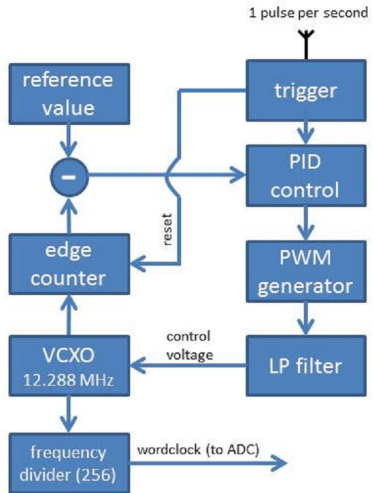 1 pulse per second
reference
value
trigger
−
PID
control
reset
edge
counter
PWM
generator
control
voltage
VCXO
12.288 MHz
LP filter
frequency
divider (256)
wordclock (to ADC)